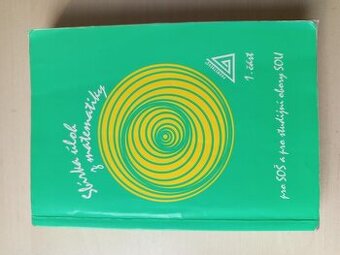 Sbírka úloh
z matematiky
1. část
pro SOŠ a pro studijní obory SOU